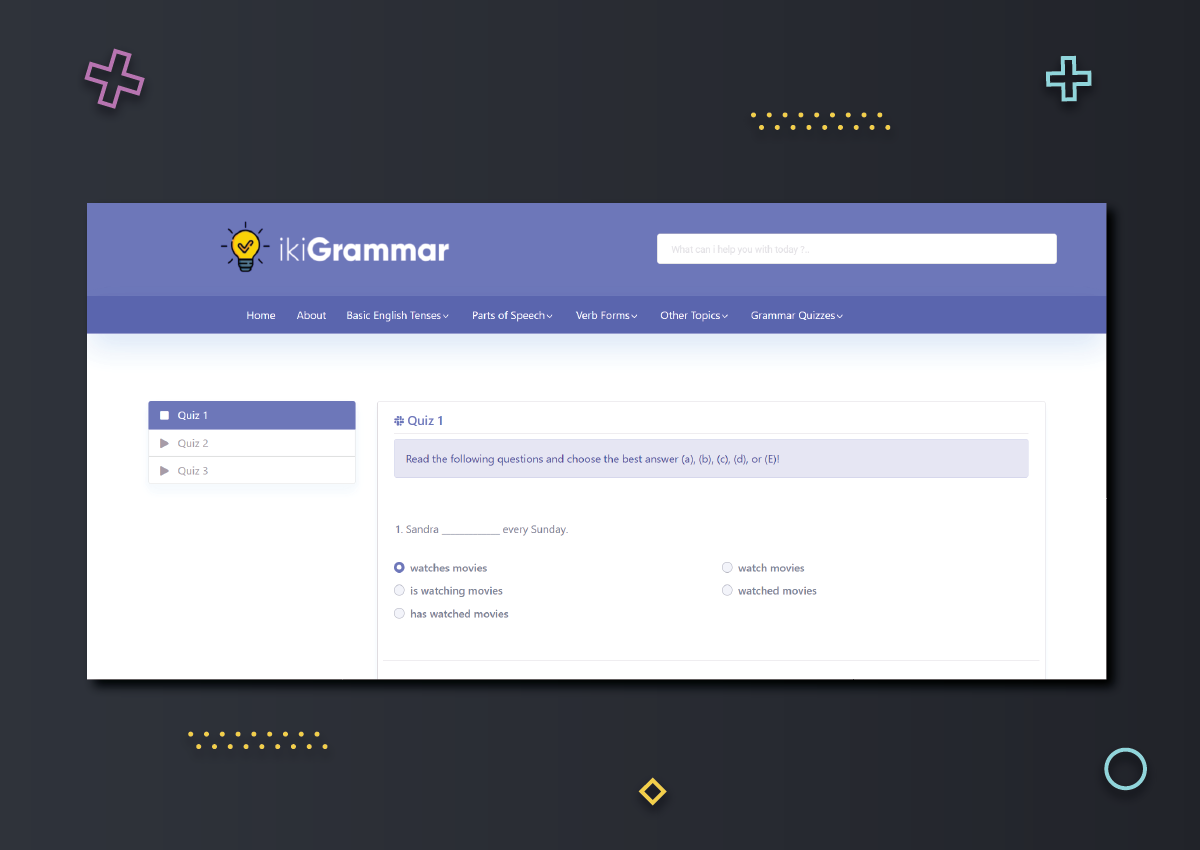 ikiGrammar
What can i help you with today ?..
Home About Basic English Tenses Parts of Speech Verb Forms Other Topics Grammar Quizzes
Quiz 1
Quiz 2
Quiz 3
Quiz 1
Read the following questions and choose the best answer (a), (b), (c), (d), or (E)!
1. Sandra ___________ every Sunday.
watches movies
watch movies
is watching movies
watched movies
has watched movies